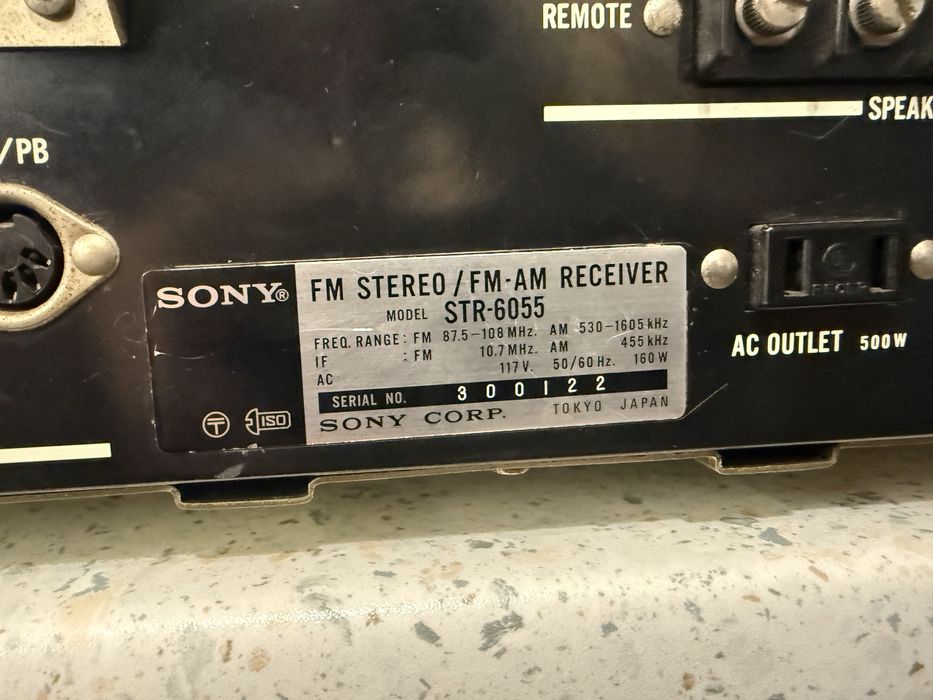 REMOTE
SPEAK
/PB
SONY®
FM STEREO/FM-AM RECEIVER
MODEL STR-6055
FREQ. RANGE: FM 87.5-108 MHz. AM 530-1605 kHz
IF : FM 10.7 MHz. AM 455 kHz
AC 117 V. 50/60 Hz. 160 W
SERIAL NO. 300122
SONY CORP. TOKYO JAPAN
T ISO
AC OUTLET 500W